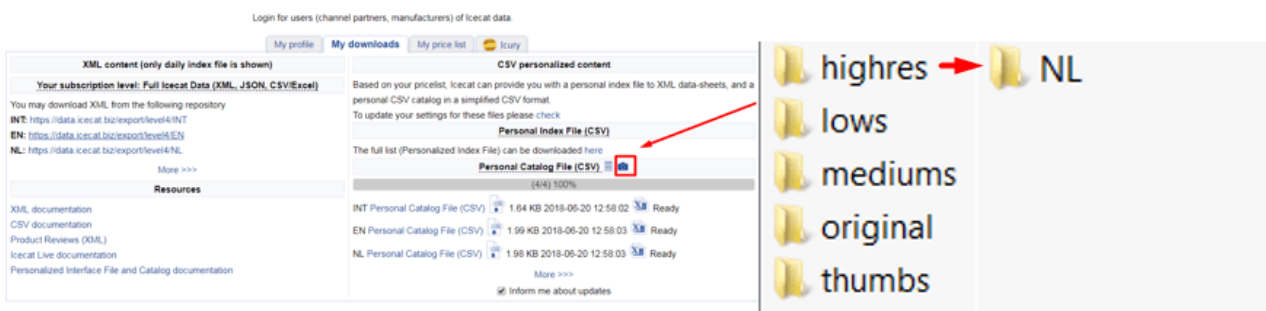 Login for users (channel partners, manufacturers) of Icecat data.
My profile My downloads My price list Icury
XML content (only daily index file is shown)
Your subscription level: Full Icecat Data (XML, JSON, CSV/Excel)
You may download XML from the following repository
INT: https://data.icecat.biz/export/level4/INT
EN: https://data.icecat.biz/export/level4/EN
NL: https://data.icecat.biz/export/level4/NL
More >>>
Resources
XML documentation
CSV documentation
Product Reviews (XML)
Icecat Live documentation
Personalized Interface File and Catalog documentation
CSV personalized content
Based on your pricelist, Icecat can provide you with a personal index file to XML data-sheets, and a
personal CSV catalog in a simplified CSV format.
To update your settings for these files please check
Personal Index File (CSV)
The full list (Personalized Index File) can be downloaded here
Personal Catalog File (CSV)
(4/4) 100%
INT Personal Catalog File (CSV) 1.64 KB 2018-06-20 12:58:02 Ready
EN Personal Catalog File (CSV) 1.99 KB 2018-06-20 12:58:03 Ready
NL Personal Catalog File (CSV) 1.98 KB 2018-06-20 12:58:03 Ready
More >>>
Inform me about updates
highres NL
lows
mediums
original
thumbs